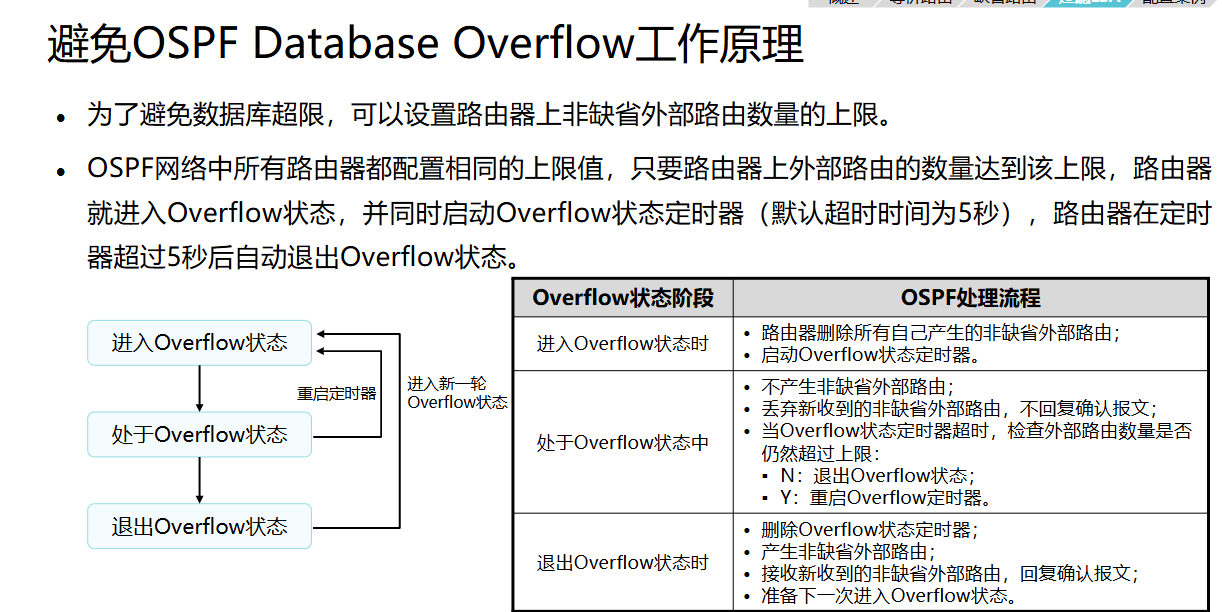 避免OSPF Database Overflow工作原理
为了避免数据库超限，可以设置路由器上非缺省外部路由数量的上限。
OSPF网络中所有路由器都配置相同的上限值，只要路由器上外部路由的数量达到该上限，路由器
就进入Overflow状态，并同时启动Overflow状态定时器（默认超时时间为5秒），路由器在定时
器超过5秒后自动退出Overflow状态。
进入Overflow状态
重启定时器
进入新一轮
Overflow状态
处于Overflow状态
退出Overflow状态
Overflow状态阶段
OSPF处理流程
进入Overflow状态时
路由器删除所有自己产生的非缺省外部路由；
启动Overflow状态定时器。
处于Overflow状态中
不产生非缺省外部路由；
丢弃新收到的非缺省外部路由，不回复确认报文；
当Overflow状态定时器超时，检查外部路由数量是否
仍然超过上限：
N：退出Overflow状态；
Y：重启Overflow定时器。
退出Overflow状态时
删除Overflow状态定时器；
产生非缺省外部路由；
接收新收到的非缺省外部路由，回复确认报文；
准备下一次进入Overflow状态。